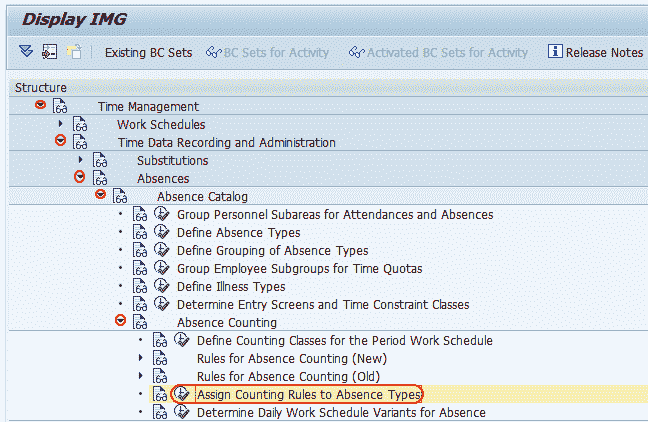 Display IMG
Existing BC Sets BC Sets for Activity Activated BC Sets for Activity Release Notes
Structure
Time Management
Work Schedules
Time Data Recording and Administration
Substitutions
Absences
Absence Catalog
Group Personnel Subareas for Attendances and Absences
Define Absence Types
Define Grouping of Absence Types
Group Employee Subgroups for Time Quotas
Define Illness Types
Determine Entry Screens and Time Constraint Classes
Absence Counting
Define Counting Classes for the Period Work Schedule
Rules for Absence Counting (New)
Rules for Absence Counting (Old)
Assign Counting Rules to Absence Types
Determine Daily Work Schedule Variants for Absence